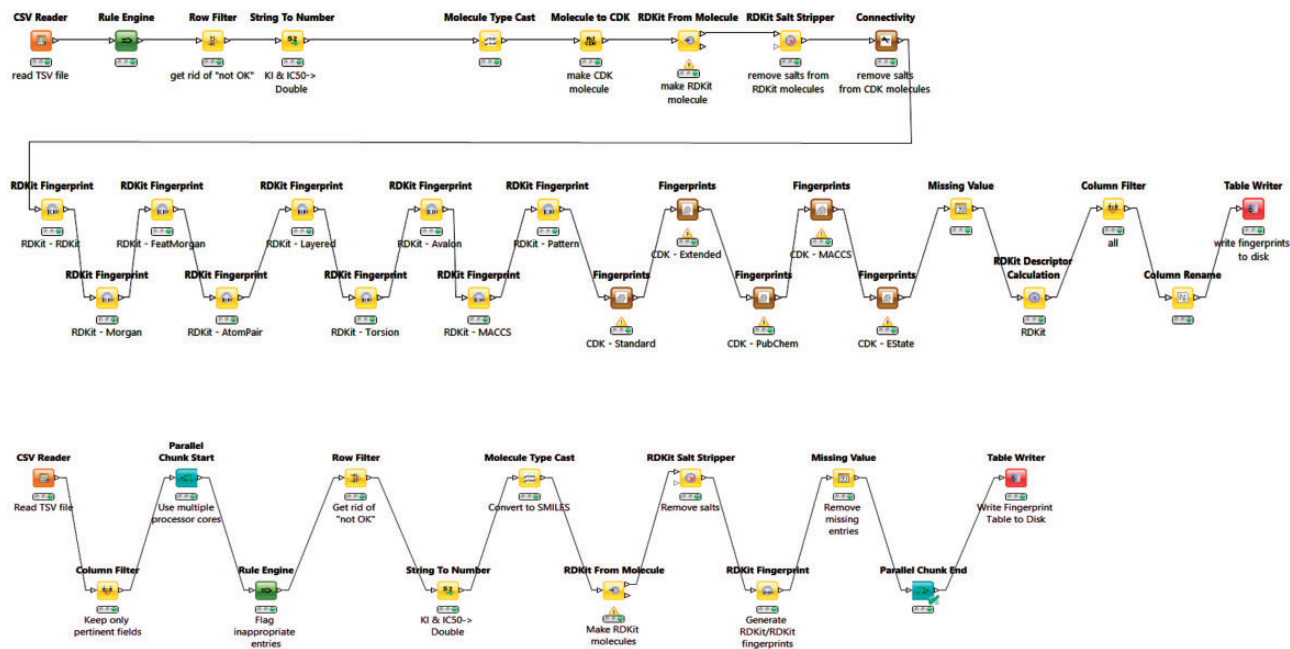 CSV Reader
Rule Engine
Row Filter
String To Number
Molecule Type Cast
Molecule to CDK
RDKit From Molecule
RDKit Salt Stripper
Connectivity
read TSV file
get rid of "not OK"
KI & IC50->
Double
make CDK
molecule
make RDKit
molecule
remove salts from
RDKit molecules
remove salts
from CDK molecules
RDKit Fingerprint
RDKit Fingerprint
RDKit Fingerprint
RDKit Fingerprint
RDKit Fingerprint
Fingerprints
Fingerprints
Missing Value
Column Filter
Table Writer
RDKit - RDKit
RDKit - FeatMorgan
RDKit - Layered
RDKit - Avalon
RDKit - Pattern
CDK - Extended
CDK - MACCS
all
write fingerprints
to disk
RDKit Fingerprint
RDKit Fingerprint
RDKit Fingerprint
RDKit Fingerprint
Fingerprints
Fingerprints
Fingerprints
RDKit Descriptor
Calculation
Column Rename
RDKit - Morgan
RDKit - AtomPair
RDKit - Torsion
RDKit - MACCS
CDK - Standard
CDK - PubChem
CDK - EState
RDKit
CSV Reader
Parallel
Chunk Start
Row Filter
Molecule Type Cast
RDKit Salt Stripper
Missing Value
Table Writer
Read TSV file
Use multiple
processor cores
Get rid of
"not OK"
Convert to SMILES
Remove salts
Remove
missing
entries
Write Fingerprint
Table to Disk
Column Filter
Rule Engine
String To Number
RDKit From Molecule
RDKit Fingerprint
Parallel Chunk End
Keep only
pertinent fields
Flag
inappropriate
entries
KI & IC50->
Double
Make RDKit
molecules
Generate
RDKit/RDKit
fingerprints